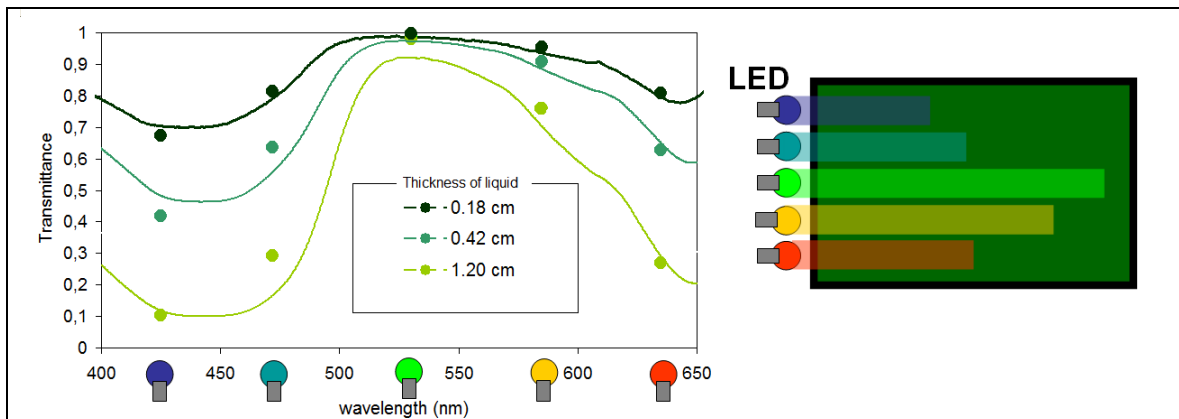 1
0,9
0,8
0,7
0,6
0,5
0,4
0,3
0,2
0,1
0
Transmittance
Thickness of liquid
0.18 cm
0.42 cm
1.20 cm
400 450 500 550 600 650
wavelength (nm)
LED